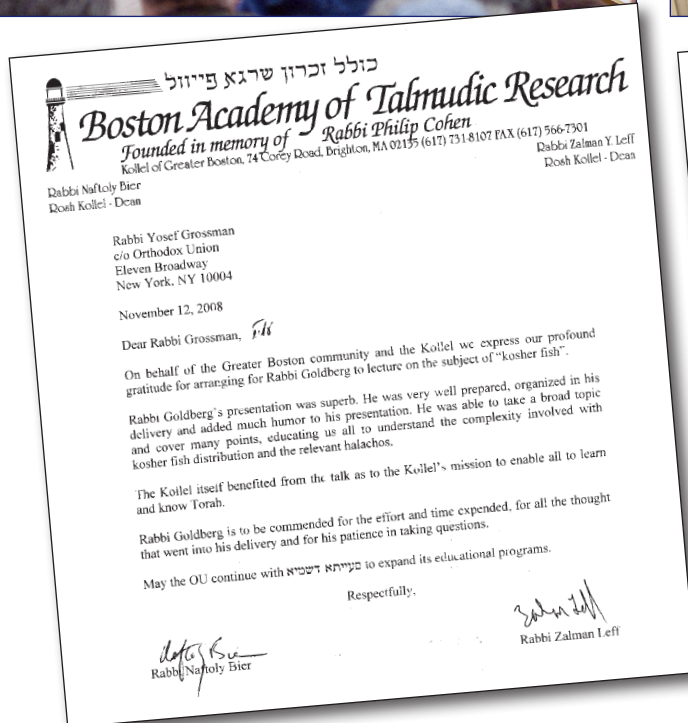 כולל זכרון שרגא פייוול
Boston Academy of Talmudic Research
Founded in memory of Rabbi Philip Cohen
Kollel of Greater Boston, 74 Corey Road, Brighton, MA 02135 (617) 731-8107 FAX (617) 566-7301
Rabbi Naftoly Bier
Rosh Kollel - Dean
Rabbi Zalman Y. Leff
Rosh Kollel - Dean
Rabbi Yosef Grossman
c/o Orthodox Union
Eleven Broadway
New York. NY 10004
November 12, 2008
Dear Rabbi Grossman,
On behalf of the Greater Boston community and the Kollel we express our profound
gratitude for arranging for Rabbi Goldberg to lecture on the subject of “kosher fish”.
Rabbi Goldberg's presentation was superb. He was very well prepared, organized in his
delivery and added much humor to his presentation. He was able to take a broad topic
and cover many points, educating us all to understand the complexity involved with
kosher fish distribution and the relevant halachos.
The Kollel itself benefited from the talk as to the Kollel's mission to enable all to learn
and know Torah.
Rabbi Goldberg is to be commended for the effort and time expended, for all the thought
that went into his delivery and for his patience in taking questions.
May the OU continue with סעייתא דשמיא to expand its educational programs.
Respectfully,
Zalman Leff
Rabbi Naftoly Bier
Rabbi Zalman Leff